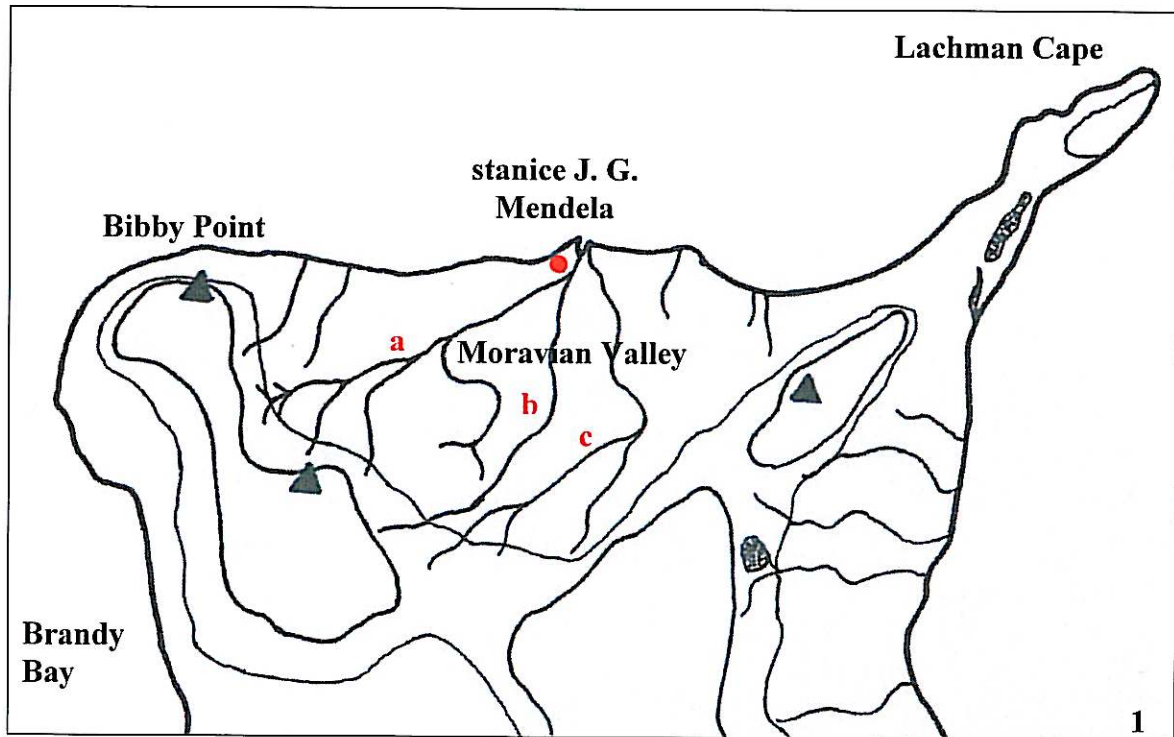 Lachman Cape
stanice J. G.
Mendela
Bibby Point
a
Moravian Valley
b
c
Brandy
Bay
1